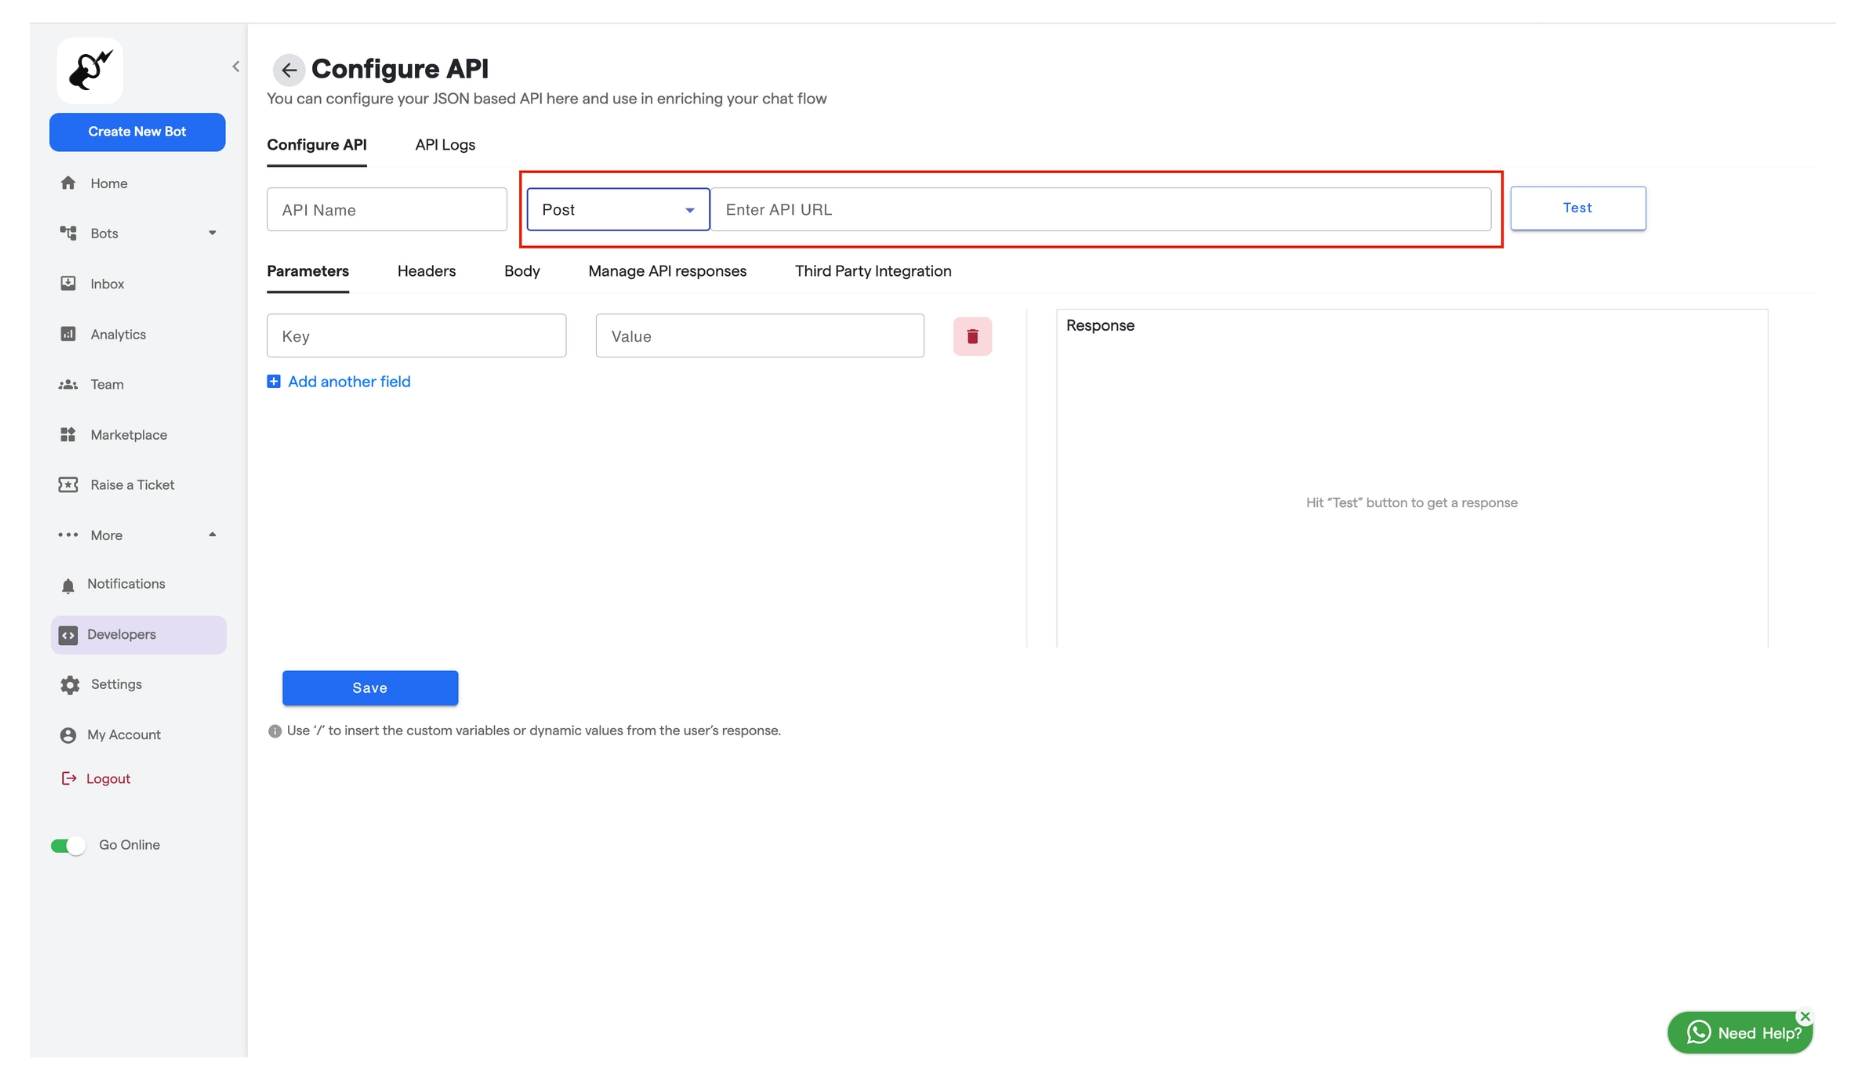 Configure API
You can configure your JSON based API here and use in enriching your chat flow
Create New Bot
Home
Bots
Inbox
Analytics
Team
Marketplace
Raise a Ticket
More
Notifications
Developers
Settings
My Account
Logout
Go Online
Configure API API Logs
API Name Post Enter API URL Test
Parameters Headers Body Manage API responses Third Party Integration
Key Value
Add another field
Response
Hit “Test” button to get a response
Save
Use ‘/’ to insert the custom variables or dynamic values from the user’s response.
Need Help?